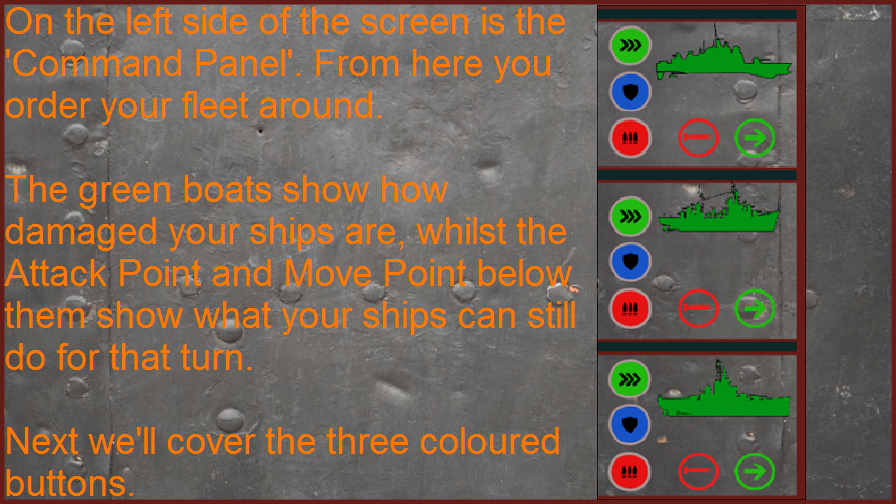 On the left side of the screen is the
'Command Panel'. From here you
order your fleet around.
The green boats show how
damaged your ships are, whilst the
Attack Point and Move Point below
them show what your ships can still
do for that turn.
Next we'll cover the three coloured
buttons.